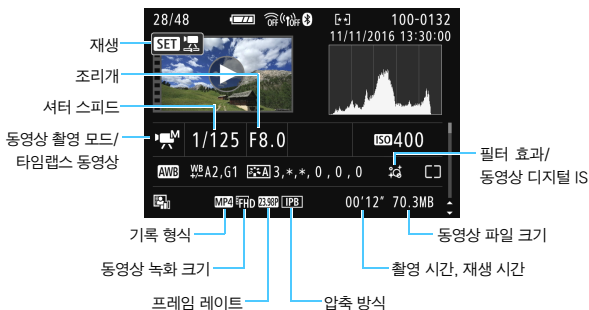 28/48 OFF OFF 100-0132
11/11/2016 13:30:00
재생
SET
조리개
셔터 스피드
동영상 촬영 모드/
타임랩스 동영상
M 1/125 F8.0 ISO 400
필터 효과/
동영상 디지털 IS
AWB WB A2,G1 A 3,*,*, 0, 0, 0
MP4 FHD 23.98P IPB 00'12" 70.3MB
기록 형식
동영상 파일 크기
동영상 녹화 크기
촬영 시간, 재생 시간
프레임 레이트
압축 방식